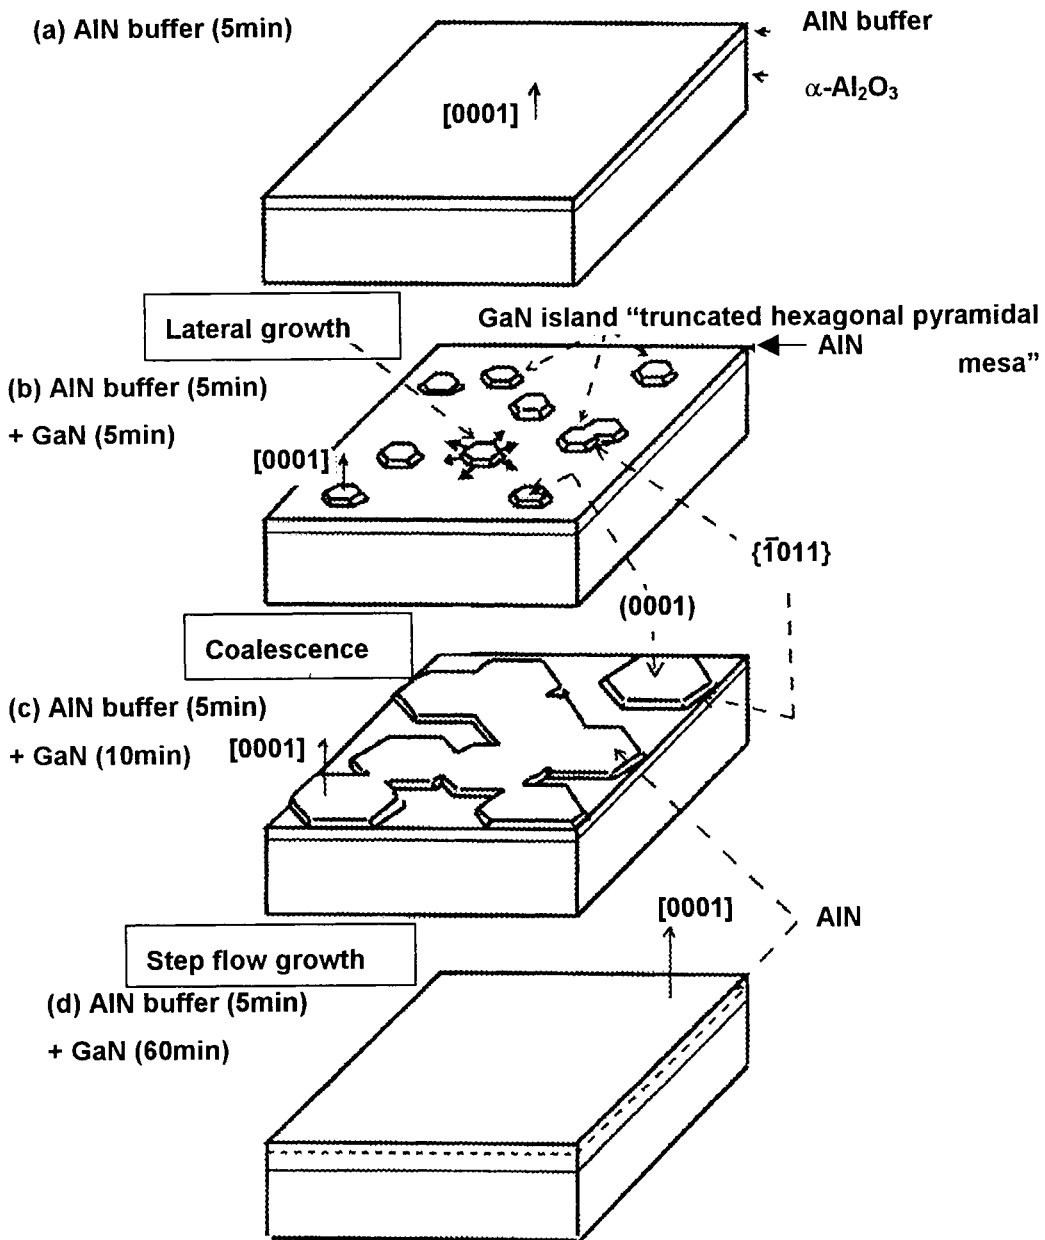 (a) AlN buffer (5min)
AlN buffer
α-Al₂O₃
[0001]
Lateral growth
GaN island “truncated hexagonal pyramidal
mesa”
AlN
(b) AlN buffer (5min)
+ GaN (5min)
[0001]
{1̅011}
(0001)
Coalescence
(c) AlN buffer (5min)
+ GaN (10min)
[0001]
AlN
[0001]
Step flow growth
(d) AlN buffer (5min)
+ GaN (60min)